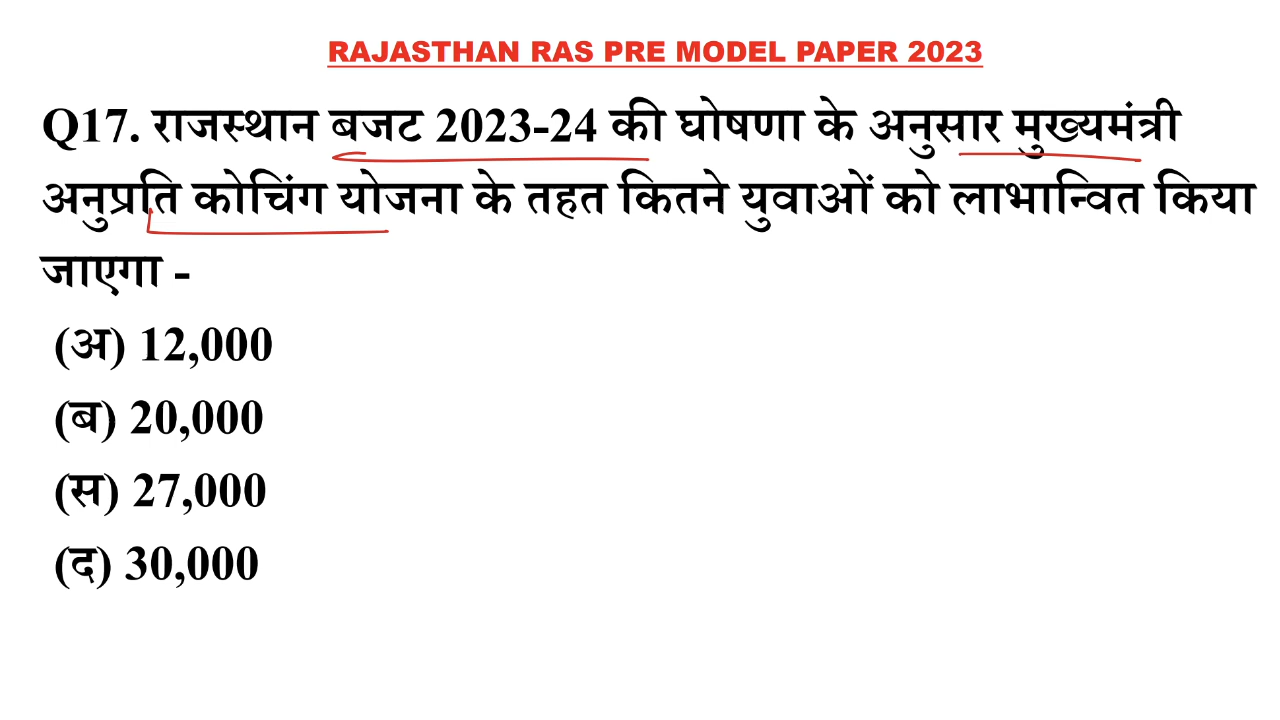 RAJASTHAN RAS PRE MODEL PAPER 2023
Q17. राजस्थान बजट 2023-24 की घोषणा के अनुसार मुख्यमंत्री
अनुप्रति कोचिंग योजना के तहत कितने युवाओं को लाभान्वित किया
जाएगा -
(अ) 12,000
(ब) 20,000
(स) 27,000
(द) 30,000